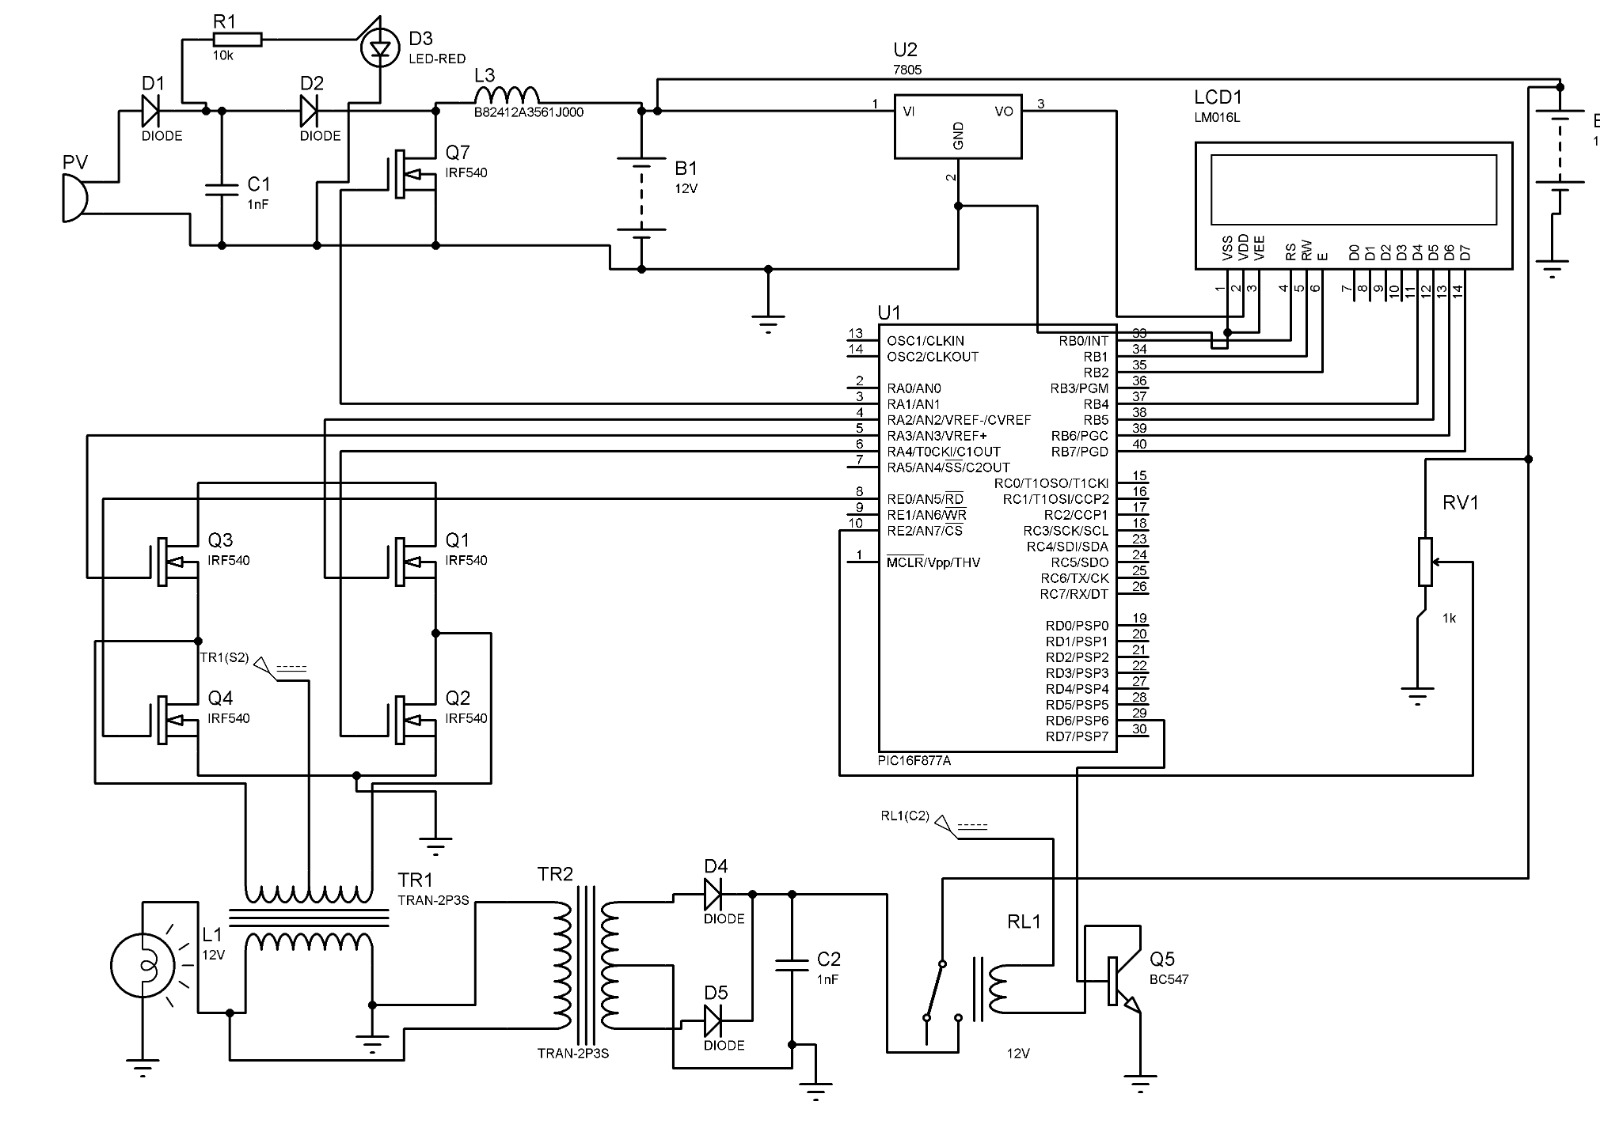 R1
10k
D3
LED-RED
D1
DIODE
D2
DIODE
L3
B82412A3561J000
U2
7805
1
VI
VO
3
GND
2
PV
C1
1nF
Q7
IRF540
B1
12V
LCD1
LM016L
VSS
VDD
VEE
RS
RW
E
D0
D1
D2
D3
D4
D5
D6
D7
1
2
3
4
5
6
7
8
9
10
11
12
13
14
U1
13
OSC1/CLKIN
14
OSC2/CLKOUT
2
RA0/AN0
3
RA1/AN1
4
RA2/AN2/VREF-/CVREF
5
RA3/AN3/VREF+
6
RA4/T0CKI/C1OUT
7
RA5/AN4/SS/C2OUT
8
RE0/AN5/RD
9
RE1/AN6/WR
10
RE2/AN7/CS
1
MCLR/Vpp/THV
RB0/INT
33
RB1
34
RB2
35
RB3/PGM
36
RB4
37
RB5
38
RB6/PGC
39
RB7/PGD
40
RC0/T1OSO/T1CKI
15
RC1/T1OSI/CCP2
16
RC2/CCP1
17
RC3/SCK/SCL
18
RC4/SDI/SDA
23
RC5/SDO
24
RC6/TX/CK
25
RC7/RX/DT
26
RD0/PSP0
19
RD1/PSP1
20
RD2/PSP2
21
RD3/PSP3
22
RD4/PSP4
27
RD5/PSP5
28
RD6/PSP6
29
RD7/PSP7
30
PIC16F877A
RV1
1k
Q3
IRF540
Q1
IRF540
TR1(S2)
Q4
IRF540
Q2
IRF540
TR1
TRAN-2P3S
L1
12V
TR2
TRAN-2P3S
D4
DIODE
D5
DIODE
C2
1nF
RL1(C2)
RL1
12V
Q5
BC547